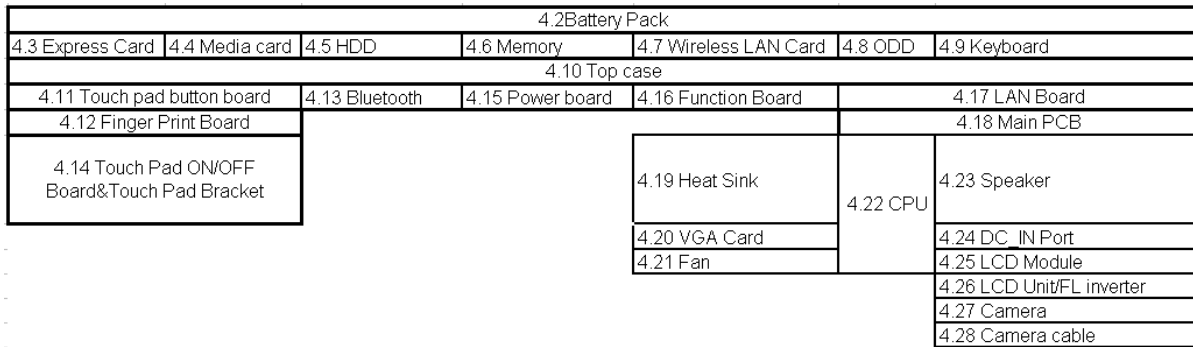 4.2Battery Pack
4.3 Express Card 4.4 Media card 4.5 HDD 4.6 Memory 4.7 Wireless LAN Card 4.8 ODD 4.9 Keyboard
4.10 Top case
4.11 Touch pad button board 4.13 Bluetooth 4.15 Power board 4.16 Function Board 4.17 LAN Board
4.12 Finger Print Board 4.18 Main PCB
4.14 Touch Pad ON/OFF
Board&Touch Pad Bracket
4.19 Heat Sink
4.22 CPU
4.23 Speaker
4.20 VGA Card 4.24 DC_IN Port
4.21 Fan 4.25 LCD Module
4.26 LCD Unit/FL inverter
4.27 Camera
4.28 Camera cable